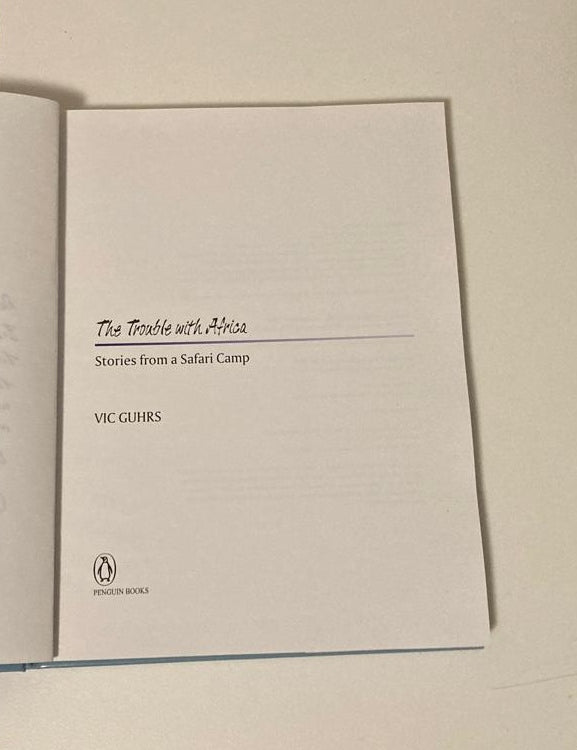 The Trouble with Africa
Stories from a Safari Camp
VIC GUHRS
PENGUIN BOOKS